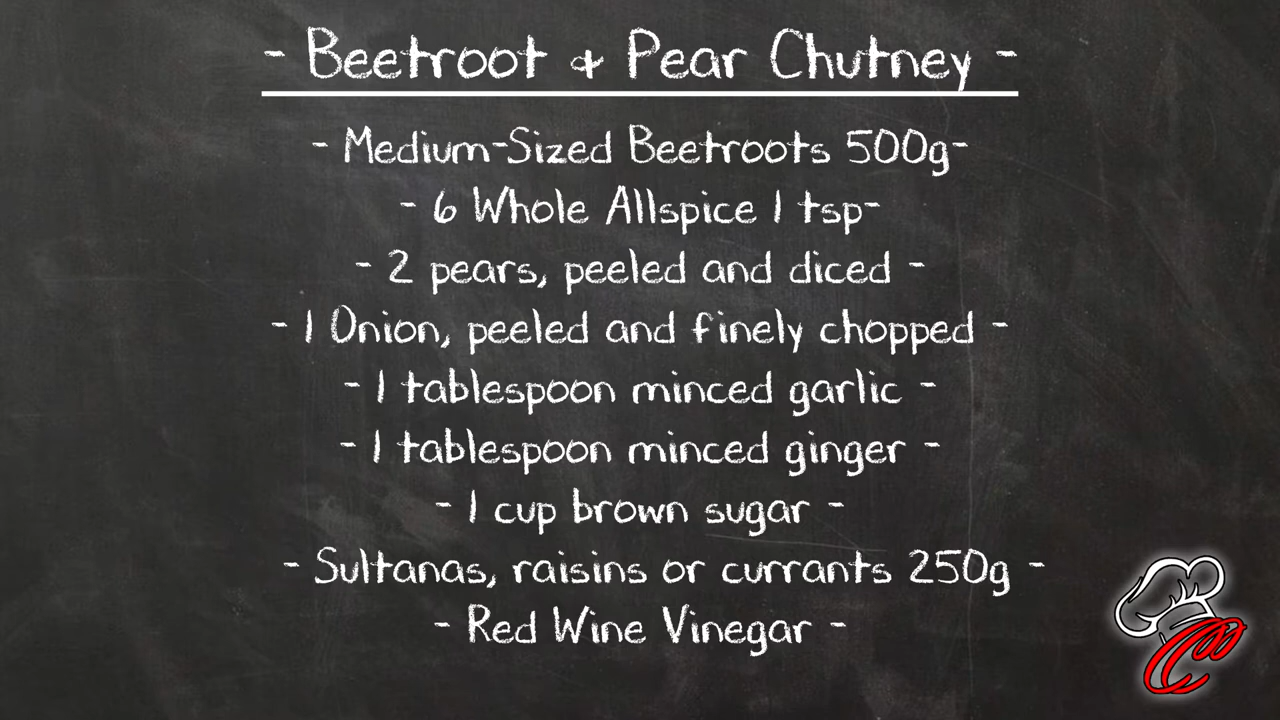 - Beetroot & Pear Chutney -
- Medium-Sized Beetroots 500g-
- 6 Whole Allspice 1 tsp-
- 2 pears, peeled and diced -
- 1 Onion, peeled and finely chopped -
- 1 tablespoon minced garlic -
- 1 tablespoon minced ginger -
- 1 cup brown sugar -
- Sultanas, raisins or currants 250g -
- Red Wine Vinegar -